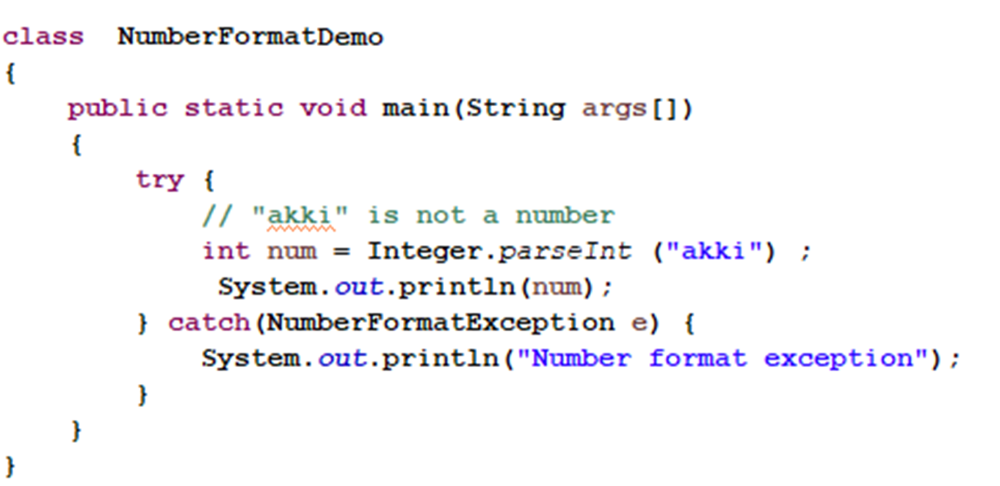 class  NumberFormatDemo
{
    public static void main(String args[])
    {
        try {
            // "akki" is not a number
            int num = Integer.parseInt ("akki") ;
             System.out.println(num);
        } catch(NumberFormatException e) {
            System.out.println("Number format exception");
        }
    }
}